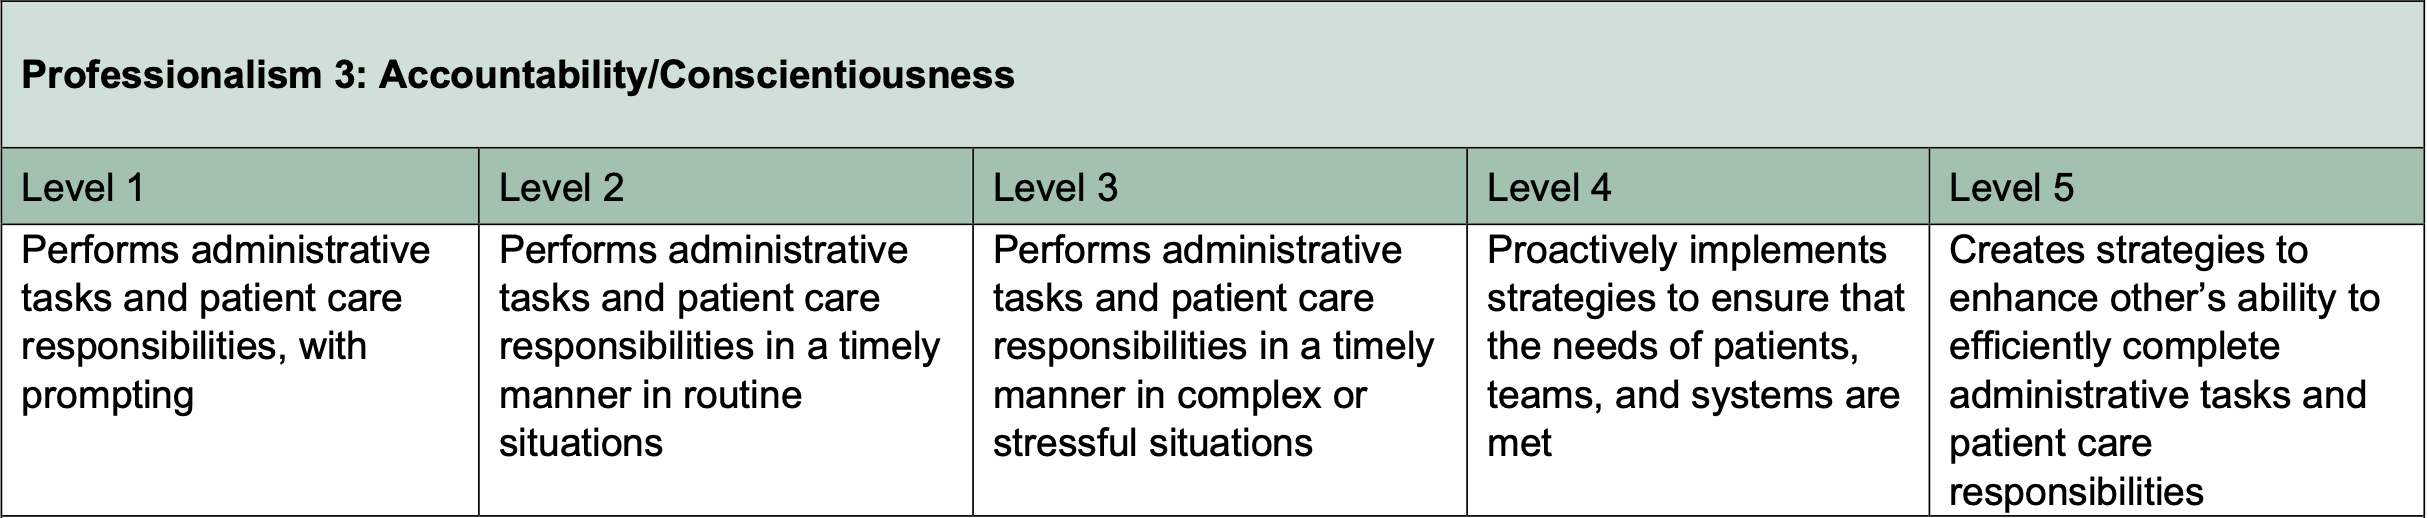 Professionalism 3: Accountability/Conscientiousness
Level 1
Level 2
Level 3
Level 4
Level 5
Performs administrative
tasks and patient care
responsibilities, with
prompting
Performs administrative
tasks and patient care
responsibilities in a timely
manner in routine
situations
Performs administrative
tasks and patient care
responsibilities in a timely
manner in complex or
stressful situations
Proactively implements
strategies to ensure that
the needs of patients,
teams, and systems are
met
Creates strategies to
enhance other’s ability to
efficiently complete
administrative tasks and
patient care
responsibilities